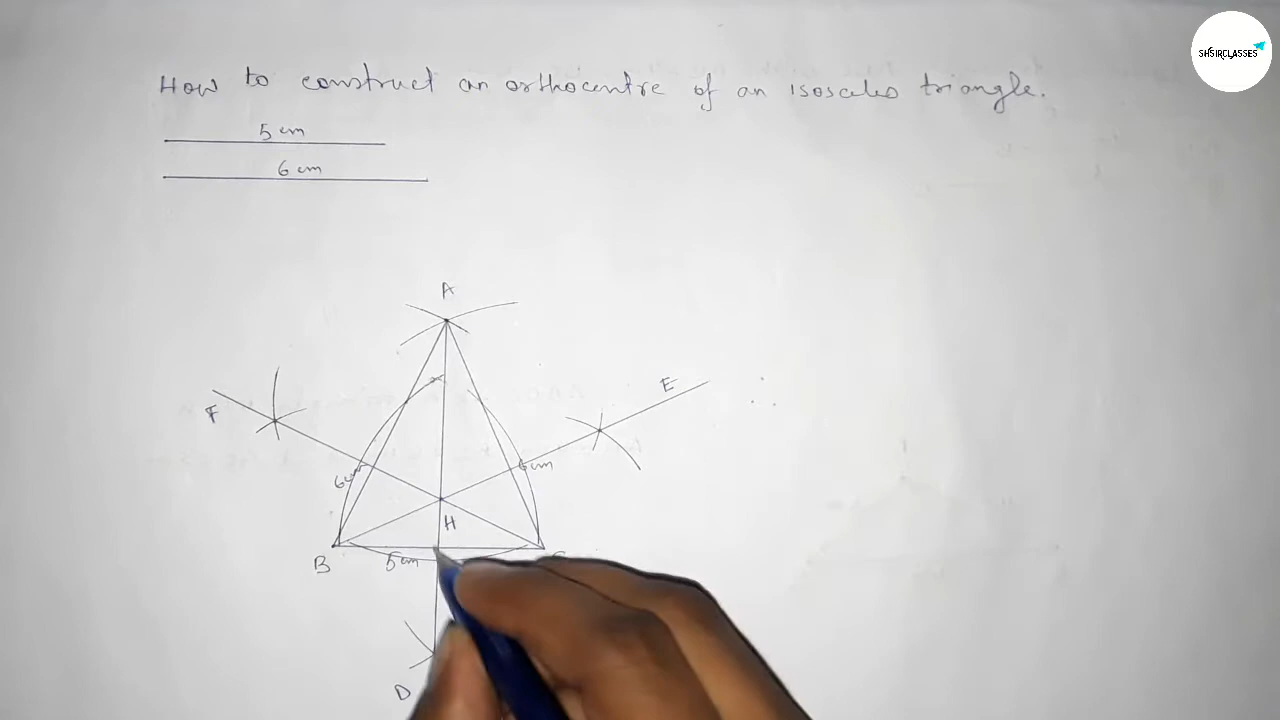 SHSIRCLASSES
How to construct an orthocentre of an isosceles triangle.
5 cm
6 cm
A
F
E
6cm
6cm
H
B
5cm
D